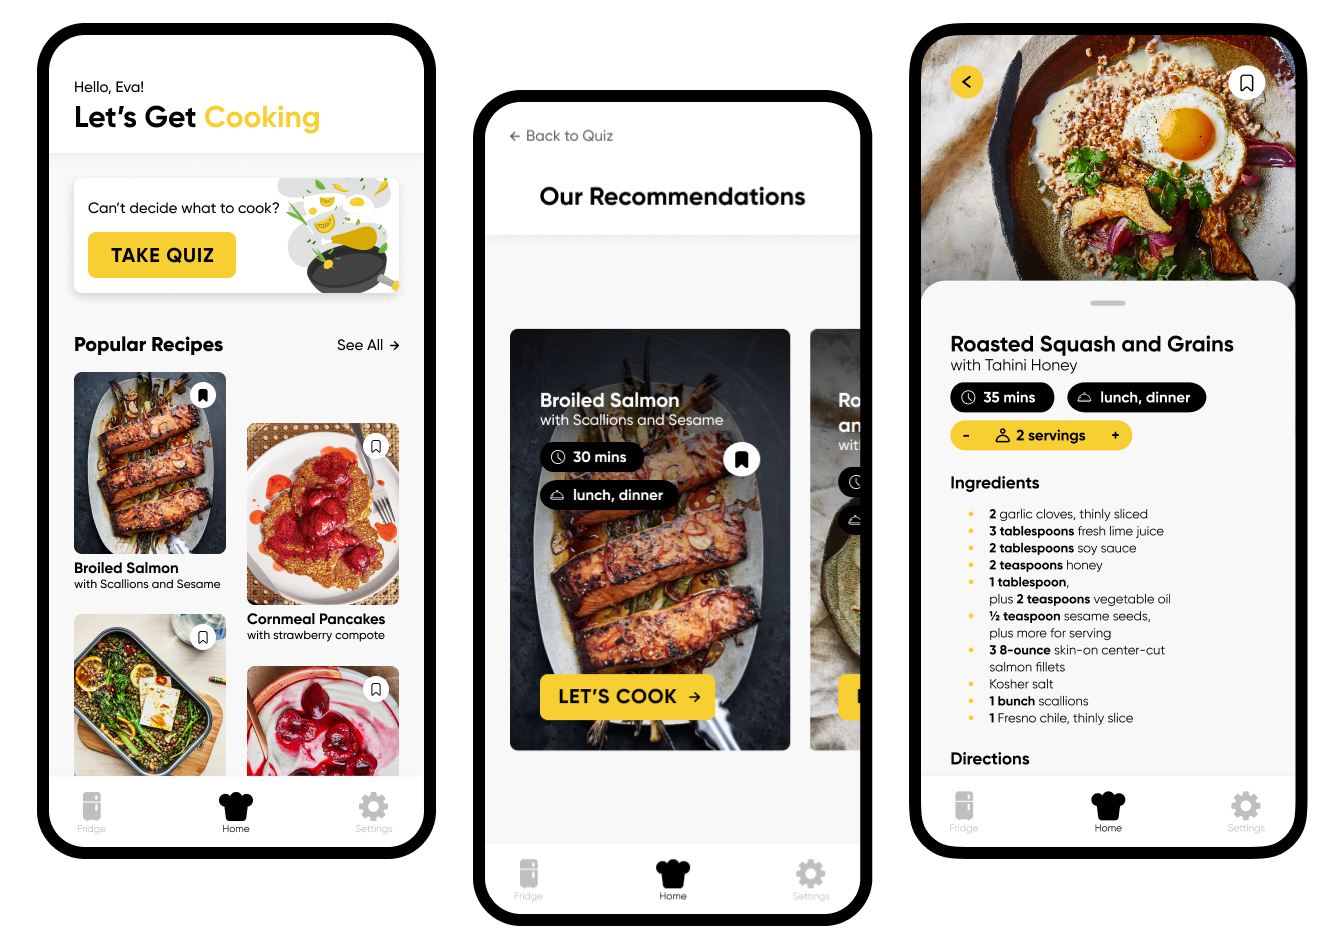 Hello, Eva!
Let's Get Cooking
Can't decide what to cook?
TAKE QUIZ
Popular Recipes
See All →
Broiled Salmon
with Scallions and Sesame
Cornmeal Pancakes
with strawberry compote
Fridge
Home
Settings
← Back to Quiz
Our Recommendations
Broiled Salmon
with Scallions and Sesame
30 mins
lunch, dinner
LET'S COOK →
Ro
an
wit
Fridge
Home
Settings
<
Roasted Squash and Grains
with Tahini Honey
35 mins
lunch, dinner
- 2 servings +
Ingredients
• 2 garlic cloves, thinly sliced
• 3 tablespoons fresh lime juice
• 2 tablespoons soy sauce
• 2 teaspoons honey
• 1 tablespoon,
plus 2 teaspoons vegetable oil
• ½ teaspoon sesame seeds,
plus more for serving
• 3 8-ounce skin-on center-cut
salmon fillets
• Kosher salt
• 1 bunch scallions
• 1 Fresno chile, thinly slice
Directions
Fridge
Home
Settings